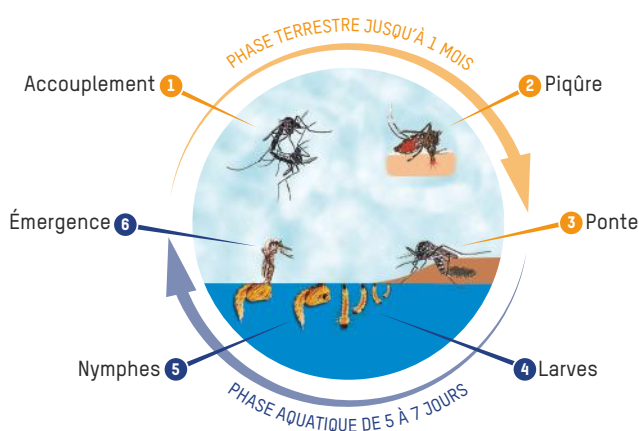 PHASE TERRESTRE JUSQU'À 1 MOIS
Accouplement 1
2 Piqûre
Émergence 6
3 Ponte
Nymphes 5
4 Larves
PHASE AQUATIQUE DE 5 À 7 JOURS